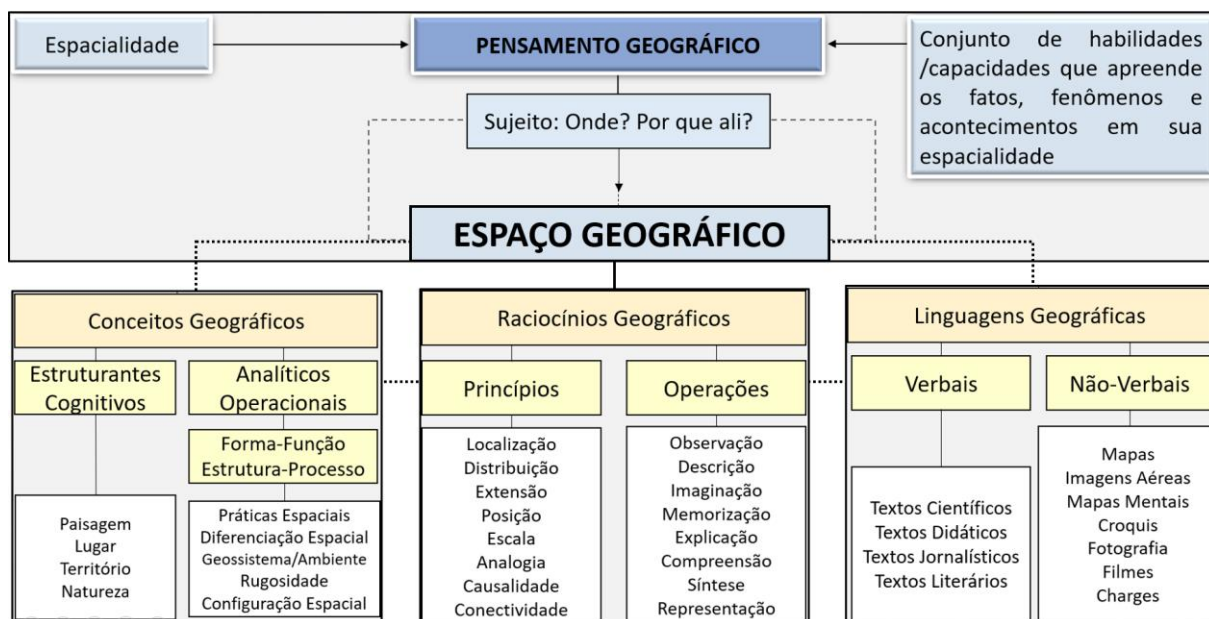 Espacialidade
PENSAMENTO GEOGRÁFICO
Conjunto de habilidades
/capacidades que apreende
os fatos, fenômenos e
acontecimentos em sua
espacialidade
Sujeito: Onde? Por que ali?
ESPAÇO GEOGRÁFICO
Conceitos Geográficos
Estruturantes
Cognitivos
Analíticos
Operacionais
Forma-Função
Estrutura-Processo
Paisagem
Lugar
Território
Natureza
Práticas Espaciais
Diferenciação Espacial
Geossistema/Ambiente
Rugosidade
Configuração Espacial
Raciocínios Geográficos
Princípios
Operações
Localização
Distribuição
Extensão
Posição
Escala
Analogia
Causalidade
Conectividade
Observação
Descrição
Imaginação
Memorização
Explicação
Compreensão
Síntese
Representação
Linguagens Geográficas
Verbais
Não-Verbais
Textos Científicos
Textos Didáticos
Textos Jornalísticos
Textos Literários
Mapas
Imagens Aéreas
Mapas Mentais
Croquis
Fotografia
Filmes
Charges